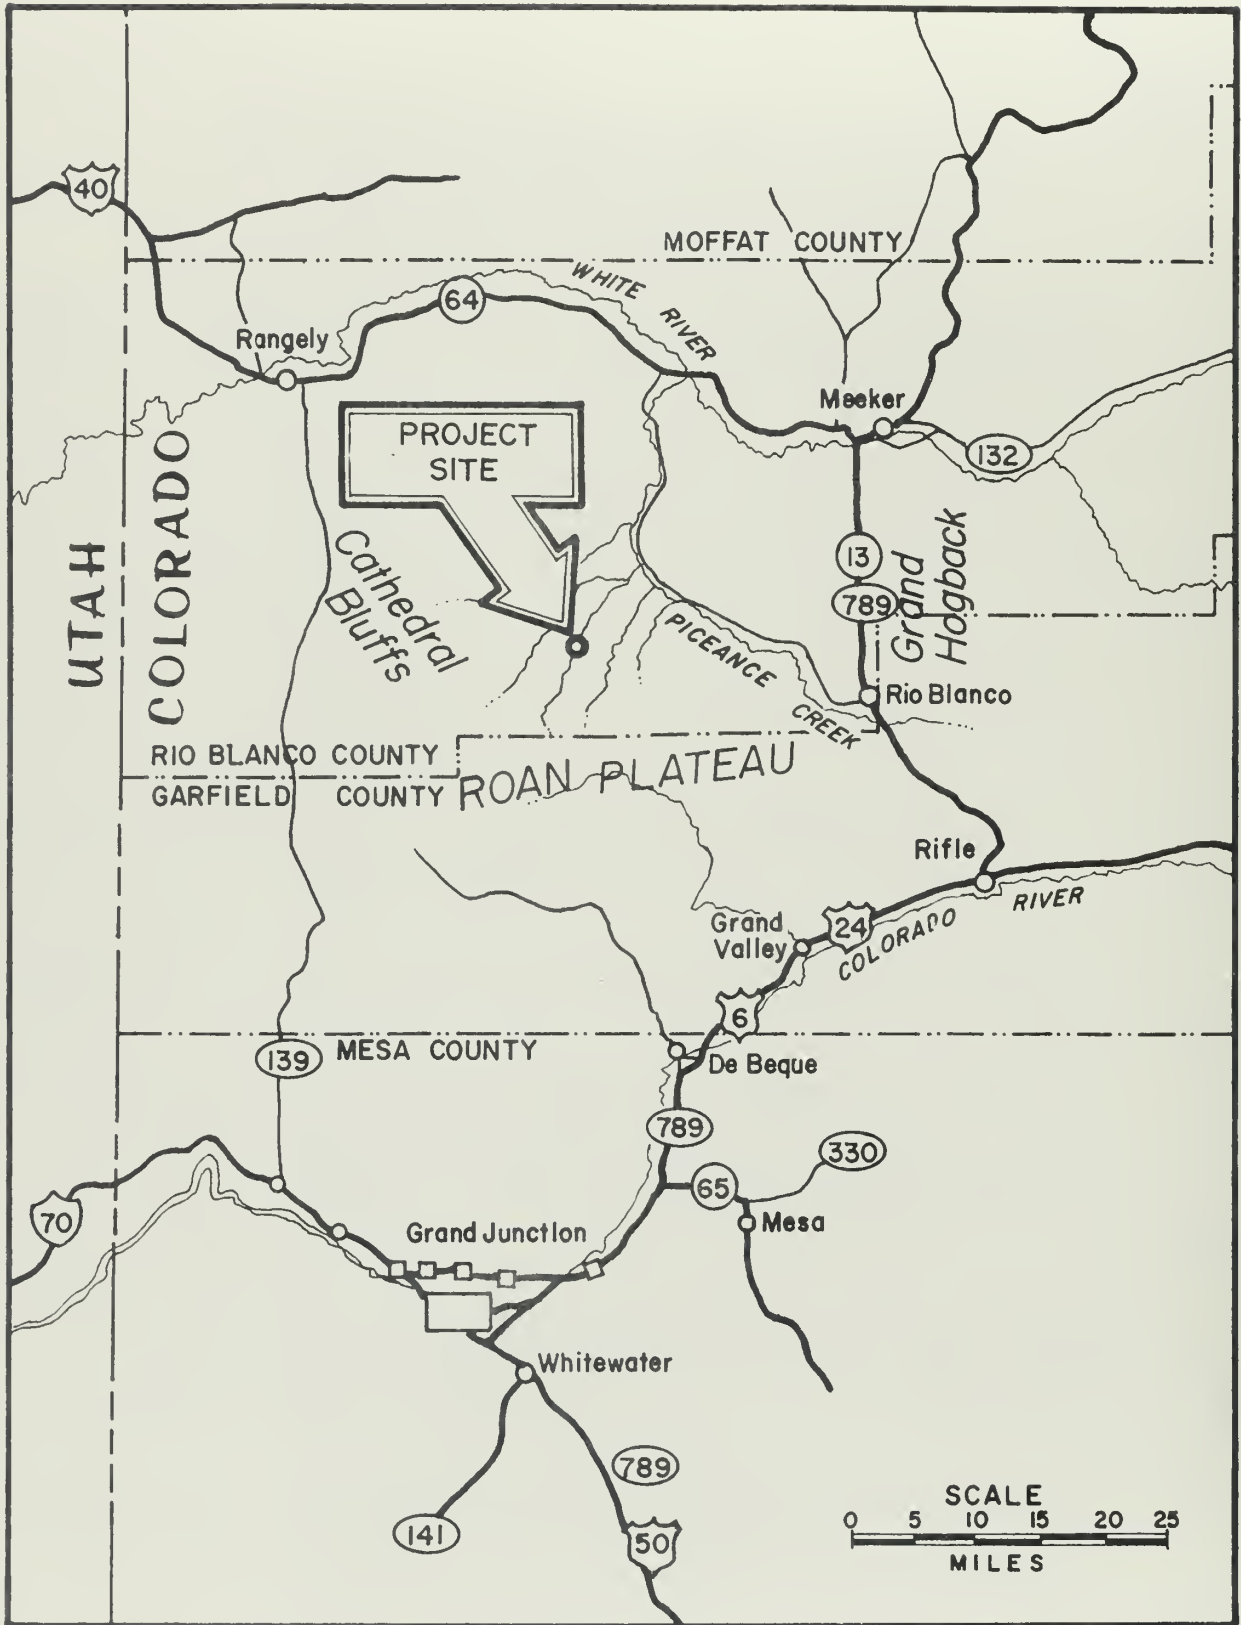 40
MOFFAT COUNTY
WHITE
RIVER
64
Rangely
Meeker
PROJECT
SITE
132
UTAH
COLORADO
Cathedral
Bluffs
13
789
Grand
Hogback
PICEANCE
CREEK
Rio Blanco
RIO BLANCO COUNTY
GARFIELD COUNTY
ROAN PLATEAU
Rifle
RIVER
COLORADO
Grand
Valley
24
6
139
MESA COUNTY
De Beque
789
330
65
Mesa
70
Grand Junction
Whitewater
789
141
50
SCALE
0 5 10 15 20 25
MILES